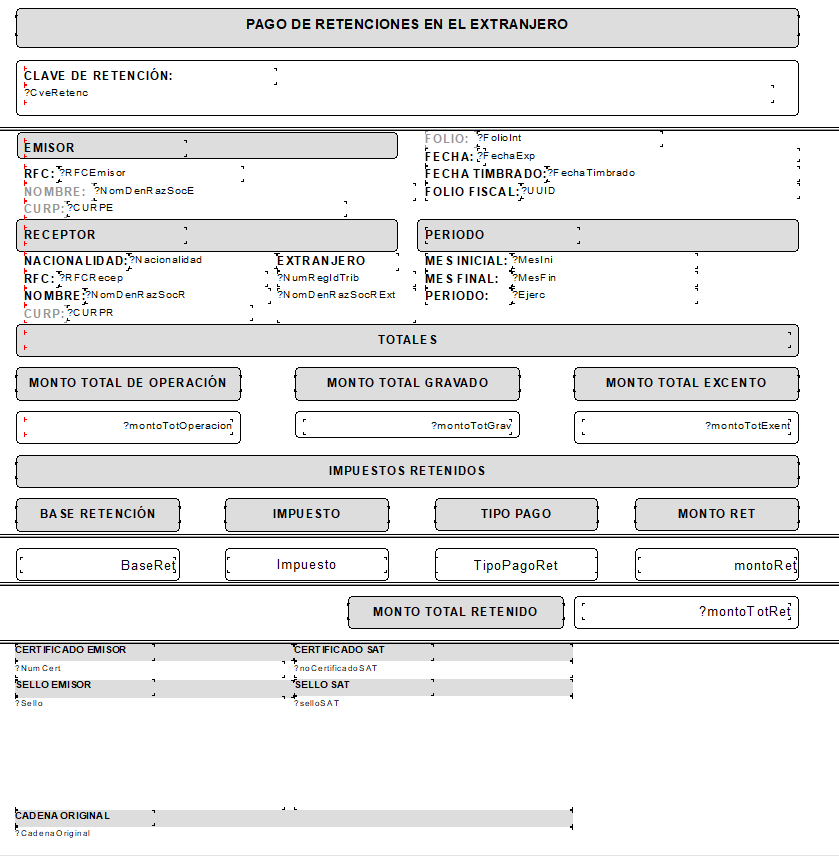 PAGO DE RETENCIONES EN EL EXTRANJERO
CLAVE DE RETENCIÓN:
?CveRetenc
EMISOR
RFC: ?RFCEmisor
NOMBRE: ?NomDenRazSocE
CURP: ?CURPE
FOLIO: ?FolioInt
FECHA: ?FechaExp
FECHA TIMBRADO: ?FechaTimbrado
FOLIO FISCAL: ?UUID
RECEPTOR
NACIONALIDAD: ?Nacionalidad EXTRANJERO
RFC: ?RFCRecep ?NumRegIdTrib
NOMBRE: ?NomDenRazSocR ?NomDenRazSocRExt
CURP: ?CURPR
PERIODO
MES INICIAL: ?MesIni
MES FINAL: ?MesFin
PERIODO: ?Ejerc
TOTALES
MONTO TOTAL DE OPERACIÓN MONTO TOTAL GRAVADO MONTO TOTAL EXCENTO
?montoTotOperacion ?montoTotGrav ?montoTotExent
IMPUESTOS RETENIDOS
BASE RETENCIÓN IMPUESTO TIPO PAGO MONTO RET
BaseRet Impuesto TipoPagoRet montoRet
MONTO TOTAL RETENIDO ?montoTotRet
CERTIFICADO EMISOR CERTIFICADO SAT
?NumCert ?noCertificadoSAT
SELLO EMISOR SELLO SAT
?Sello ?selloSAT
CADENA ORIGINAL
?CadenaOriginal